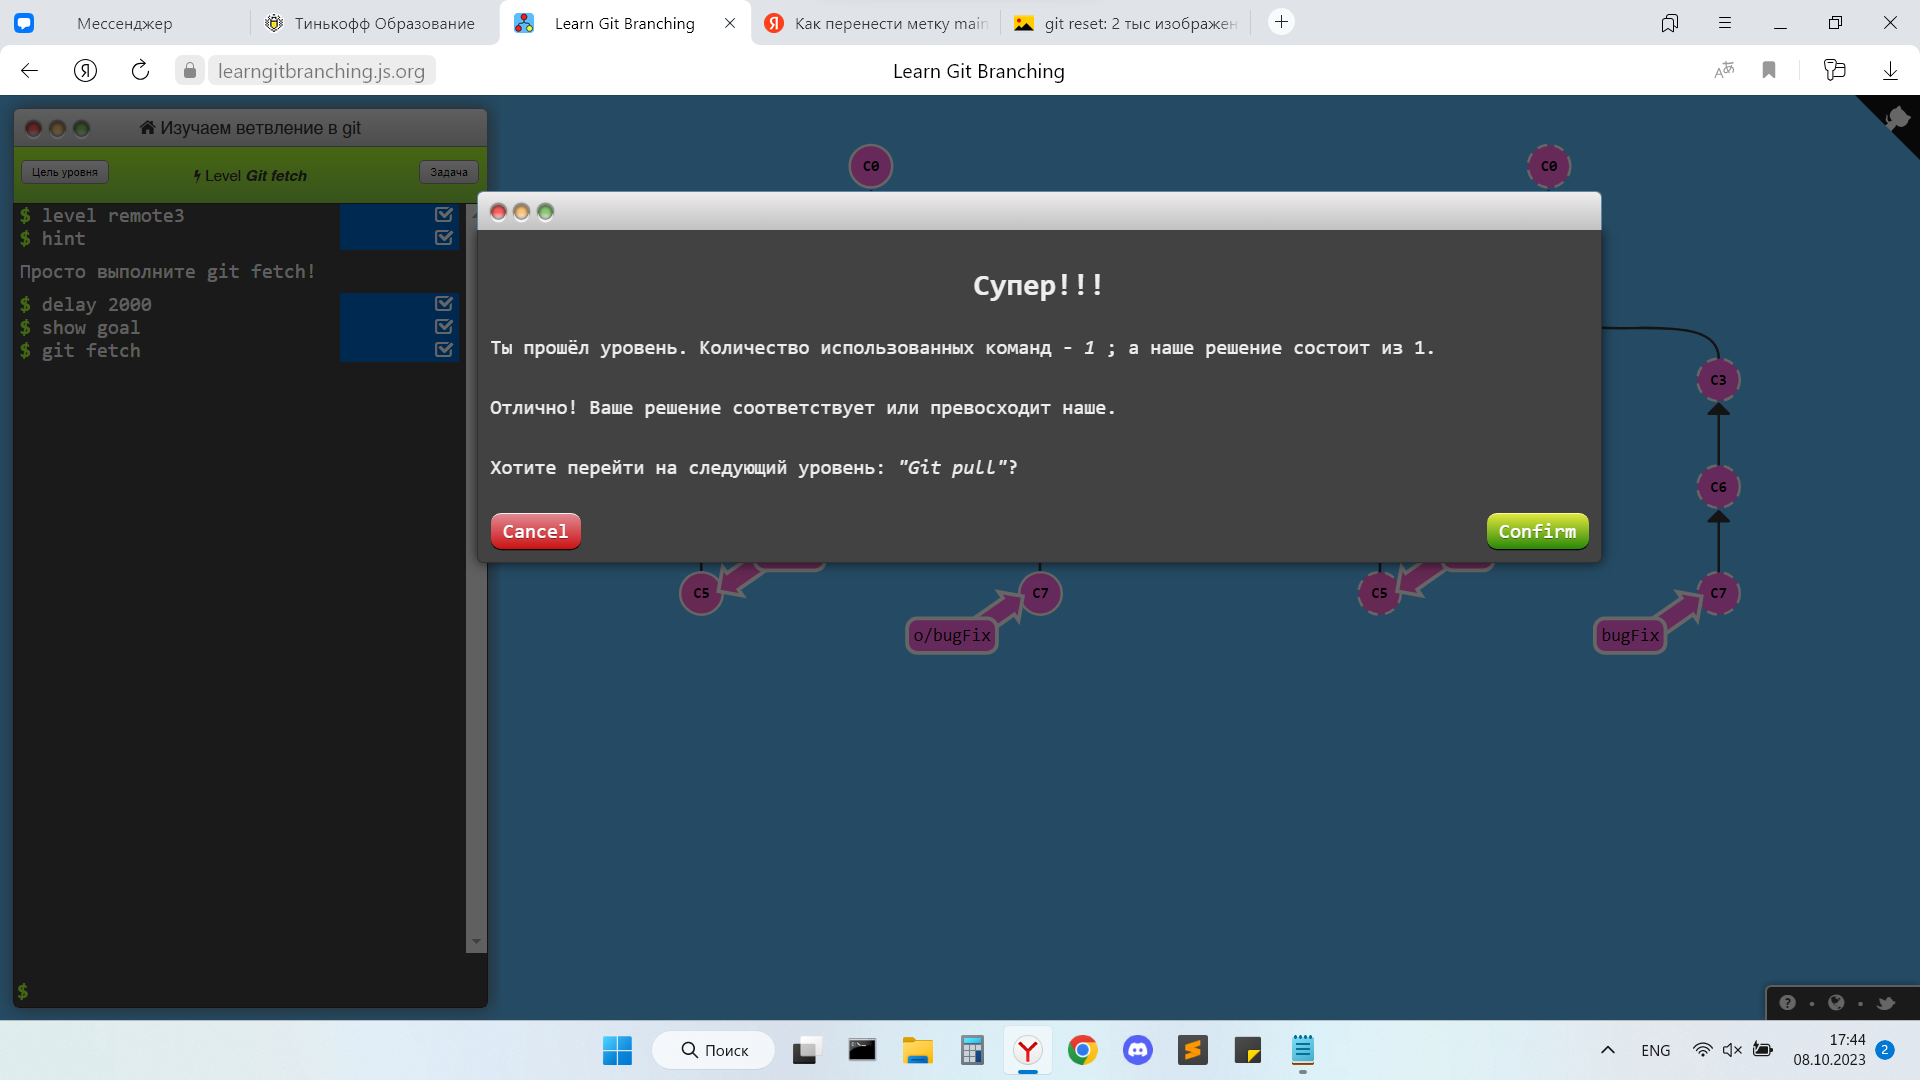 Мессенджер
Тинькофф Образование
Learn Git Branching
Как перенести метку main
git reset: 2 тыс изображен
learngitbranching.js.org
Learn Git Branching
Изучаем ветвление в git
Цель уровня
Level Git fetch
Задача
$ level remote3
$ hint
Просто выполните git fetch!
$ delay 2000
$ show goal
$ git fetch
$
C0
C0
Супер!!!
Ты прошёл уровень. Количество использованных команд - 1 ; а наше решение состоит из 1.
Отлично! Ваше решение соответствует или превосходит наше.
Хотите перейти на следующий уровень: "Git pull"?
Cancel
Confirm
C3
C6
C5
C7
C5
C7
o/bugFix
bugFix
Поиск
ENG
17:44
08.10.2023
2